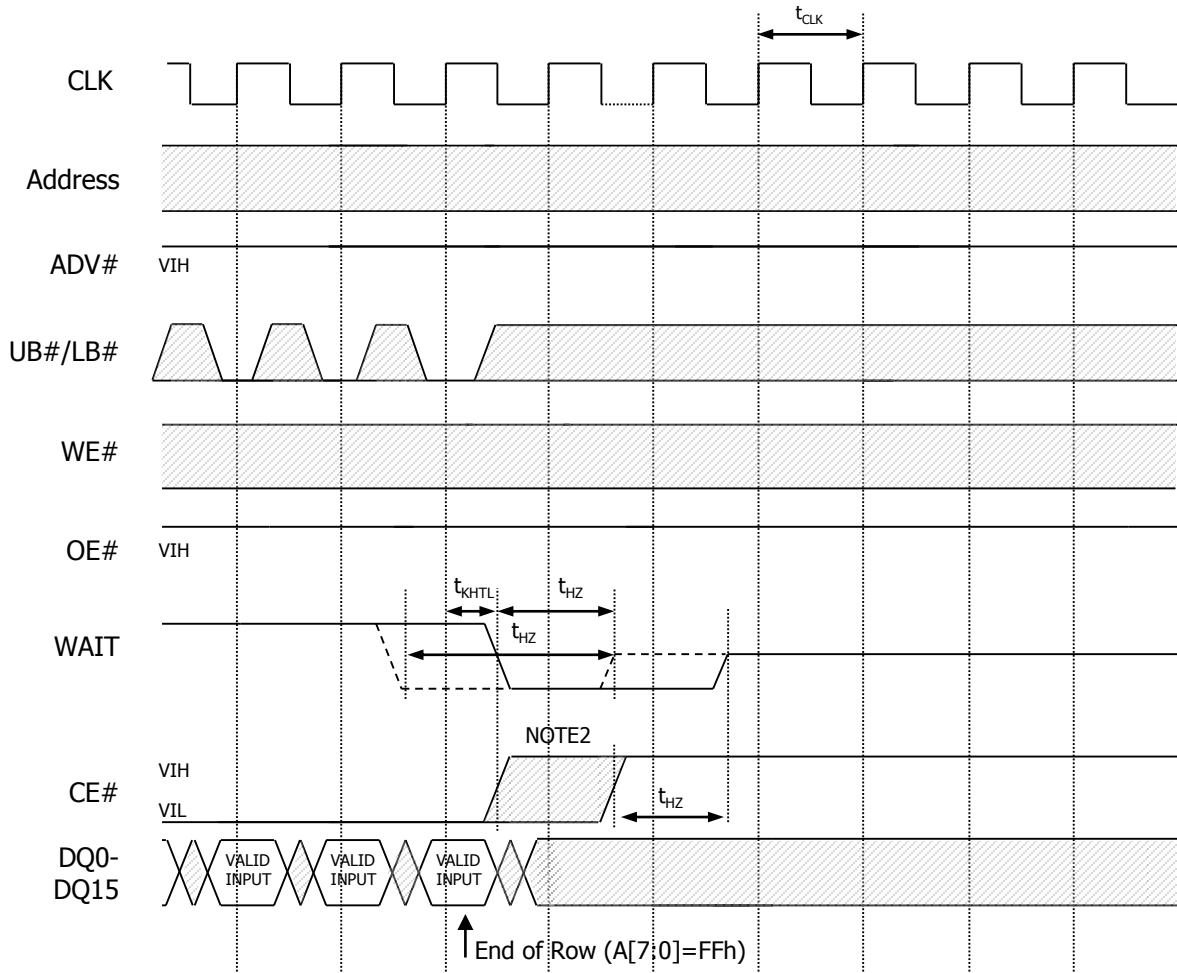 tCLK
CLK
Address
ADV#
VIH
UB#/LB#
WE#
OE#
VIH
tKHTL
tHZ
WAIT
tHZ
NOTE2
CE#
VIH
VIL
tHZ
DQ0-
DQ15
VALID
INPUT
VALID
INPUT
VALID
INPUT
End of Row (A[7:0]=FFh)